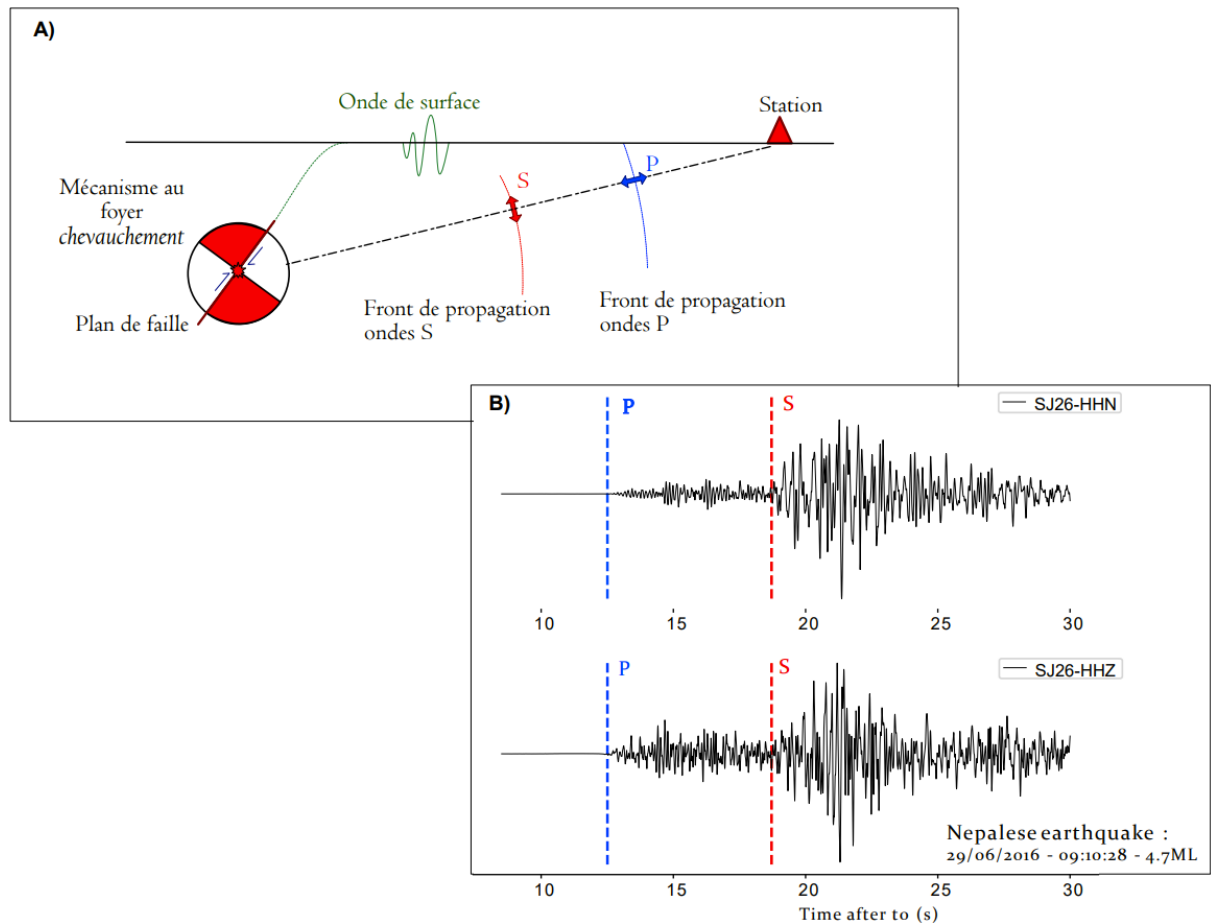 A)
Onde de surface
Station
P
S
Mécanisme au
foyer
chevauchement
Plan de faille
Front de propagation
ondes S
Front de propagation
ondes P
B)
P
S
SJ26-HHN
10 15 20 25 30
P
S
SJ26-HHZ
Nepalese earthquake :
29/06/2016 - 09:10:28 - 4.7ML
10 15 20 25 30
Time after to (s)